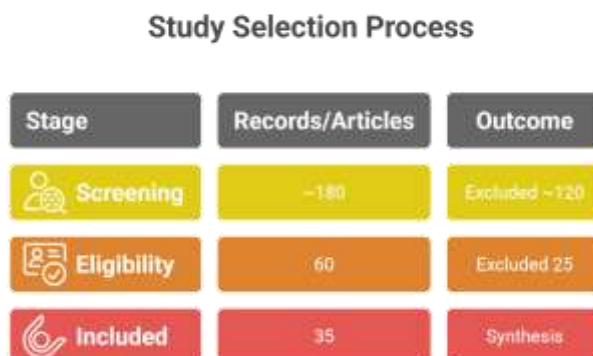 Study Selection Process
Stage Records/Articles Outcome
Screening ~180 Excluded ~120
Eligibility 60 Excluded 25
Included 35 Synthesis